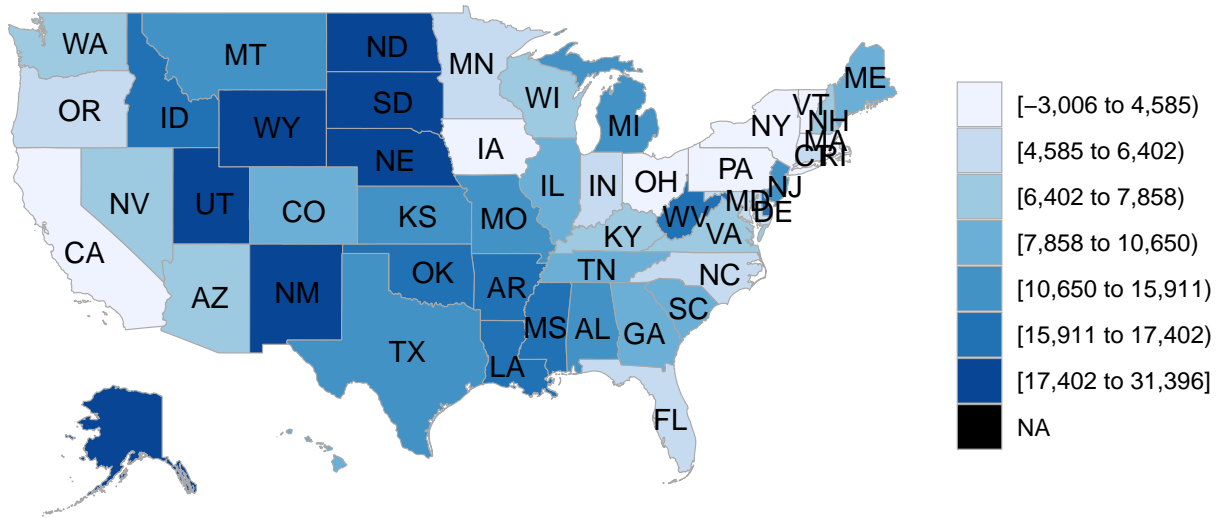 WA
MT
ND
MN
ME
OR
ID
SD
WI
VT
NH
WY
MI
NY
MA
CT
RI
NE
IA
PA
NV
UT
CO
IL
IN
OH
NJ
MD
DE
KS
MO
WV
VA
CA
KY
AZ
NM
OK
TN
NC
AR
SC
TX
MS
AL
GA
LA
FL
[−3,006 to 4,585)
[4,585 to 6,402)
[6,402 to 7,858)
[7,858 to 10,650)
[10,650 to 15,911)
[15,911 to 17,402)
[17,402 to 31,396]
NA